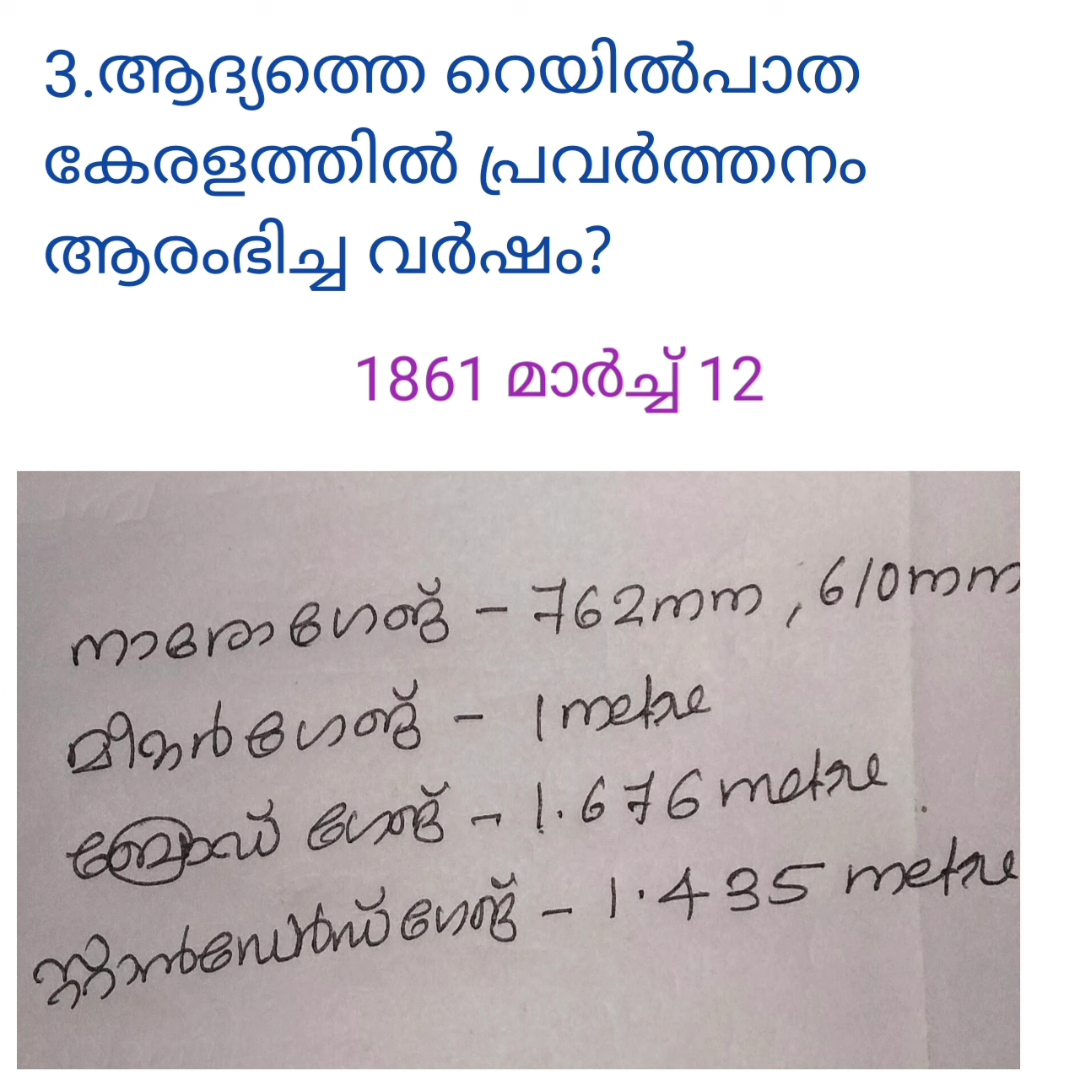 3.ആദ്യത്തെ റെയിൽപാത
കേരളത്തിൽ പ്രവർത്തനം
ആരംഭിച്ച വർഷം?
1861 മാർച്ച് 12
നാരോഗേജ് - 762mm , 610mm
മീറ്റർഗേജ് - 1 metre
ബ്രോഡ് ഗേജ് - 1.676 metre
സ്റ്റാൻഡേർഡ് ഗേജ് - 1.435 metre